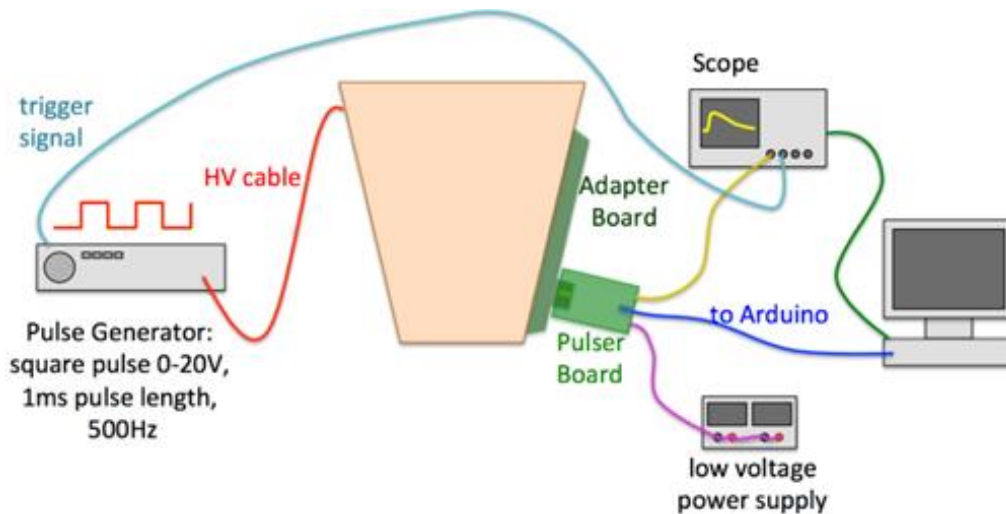 Scope
trigger
signal
HV cable
Adapter
Board
to Arduino
Pulser
Board
Pulse Generator:
square pulse 0-20V,
1ms pulse length,
500Hz
low voltage
power supply